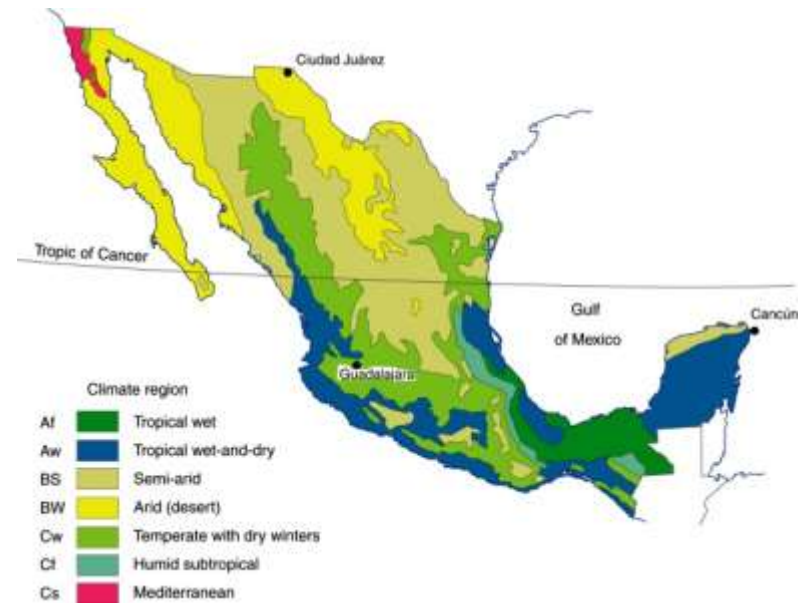 Ciudad Juárez
Tropic of Cancer
Gulf
of Mexico
Cancún
Guadalajara
Climate region
Af Tropical wet
Aw Tropical wet-and-dry
BS Semi-arid
BW Arid (desert)
Cw Temperate with dry winters
Cf Humid subtropical
Cs Mediterranean